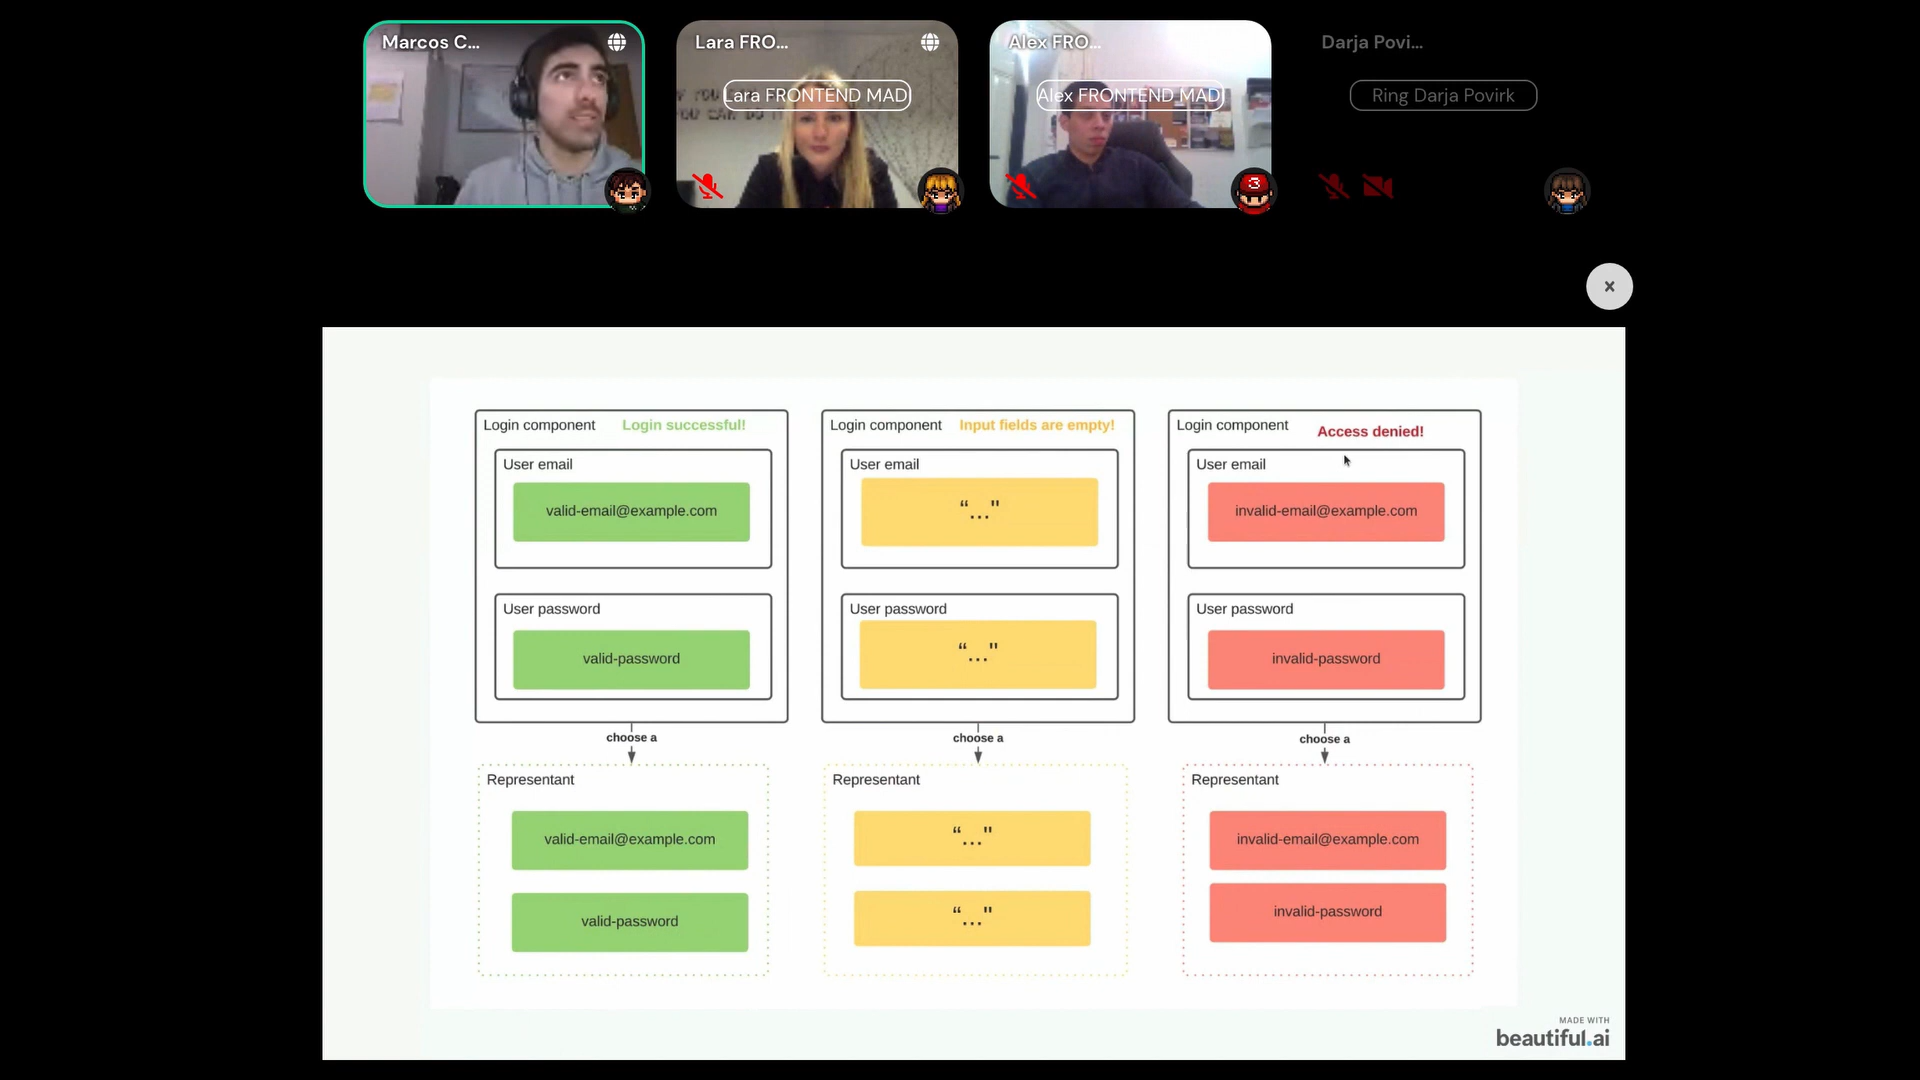 Marcos C...
Lara FRO...
Alex FRO...
Darja Povi...
Lara FRONTEND MAD
Alex FRONTEND MAD
Ring Darja Povirk
YOU CAN DO
3
×
Login component Login successful!
User email
valid-email@example.com
User password
valid-password
choose a
Representant
valid-email@example.com
valid-password
Login component Input fields are empty!
User email
“..."
User password
“..."
choose a
Representant
“..."
“..."
Login component Access denied!
User email
invalid-email@example.com
User password
invalid-password
choose a
Representant
invalid-email@example.com
invalid-password
MADE WITH
beautiful.ai